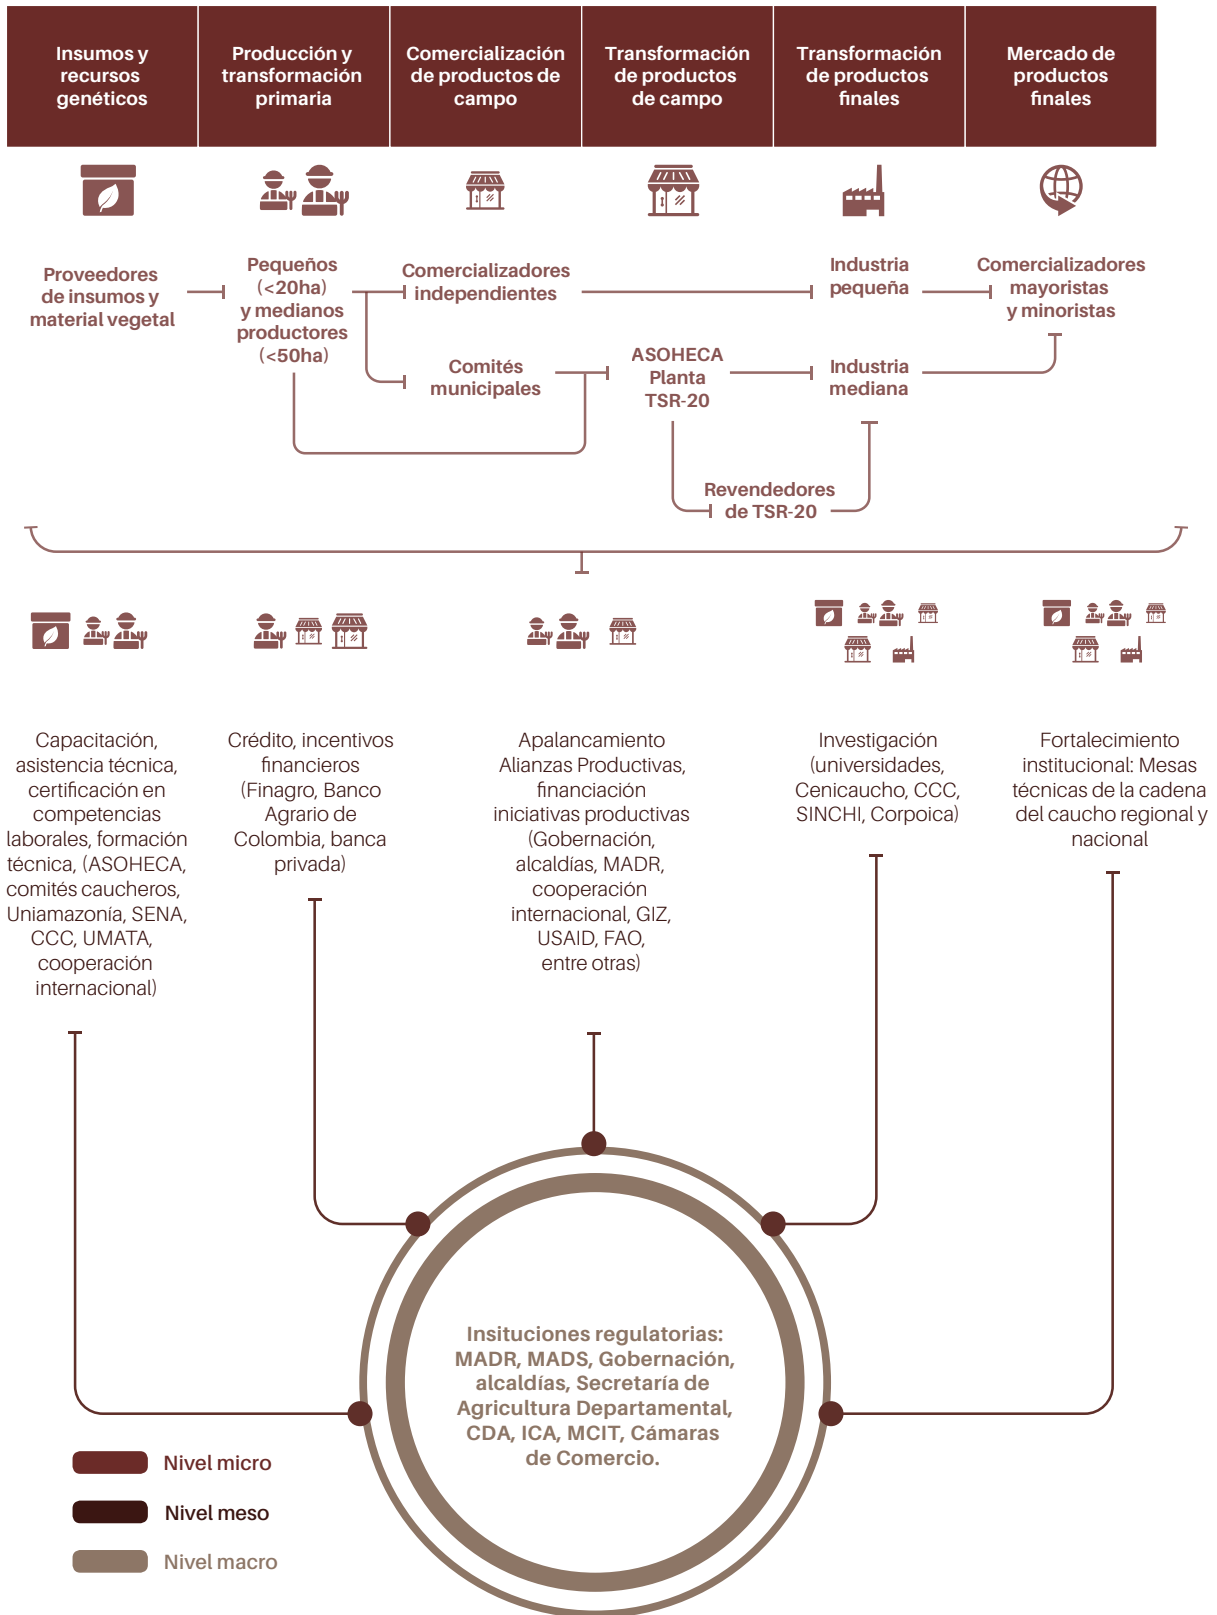 Insumos y
recursos
genéticos
Producción y
transformación
primaria
Comercialización
de productos de
campo
Transformación
de productos
de campo
Transformación
de productos
finales
Mercado de
productos
finales
Proveedores
de insumos y
material vegetal
Pequeños
(<20ha)
y medianos
productores
(<50ha)
Comercializadores
independientes
Comités
municipales
ASOHECA
Planta
TSR-20
Revendedores
de TSR-20
Industria
pequeña
Industria
mediana
Comercializadores
mayoristas
y minoristas
Capacitación,
asistencia técnica,
certificación en
competencias
laborales, formación
técnica, (ASOHECA,
comités caucheros,
Uniamazonía, SENA,
CCC, UMATA,
cooperación
internacional)
Crédito, incentivos
financieros
(Finagro, Banco
Agrario de
Colombia, banca
privada)
Apalancamiento
Alianzas Productivas,
financiación
iniciativas productivas
(Gobernación,
alcaldías, MADR,
cooperación
internacional, GIZ,
USAID, FAO,
entre otras)
Investigación
(universidades,
Cenicaucho, CCC,
SINCHI, Corpoica)
Fortalecimiento
institucional: Mesas
técnicas de la cadena
del caucho regional y
nacional
Insituciones regulatorias:
MADR, MADS, Gobernación,
alcaldías, Secretaría de
Agricultura Departamental,
CDA, ICA, MCIT, Cámaras
de Comercio.
Nivel micro
Nivel meso
Nivel macro